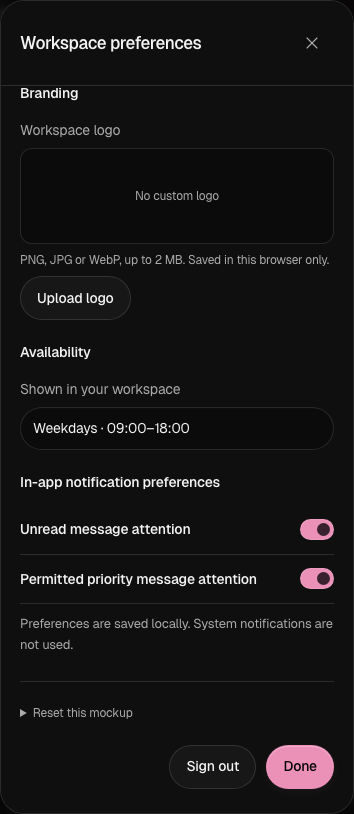 Workspace preferences
Branding
Workspace logo
No custom logo
PNG, JPG or WebP, up to 2 MB. Saved in this browser only.
Upload logo
Availability
Shown in your workspace
Weekdays · 09:00–18:00
In-app notification preferences
Unread message attention
Permitted priority message attention
Preferences are saved locally. System notifications are
not used.
Reset this mockup
Sign out
Done